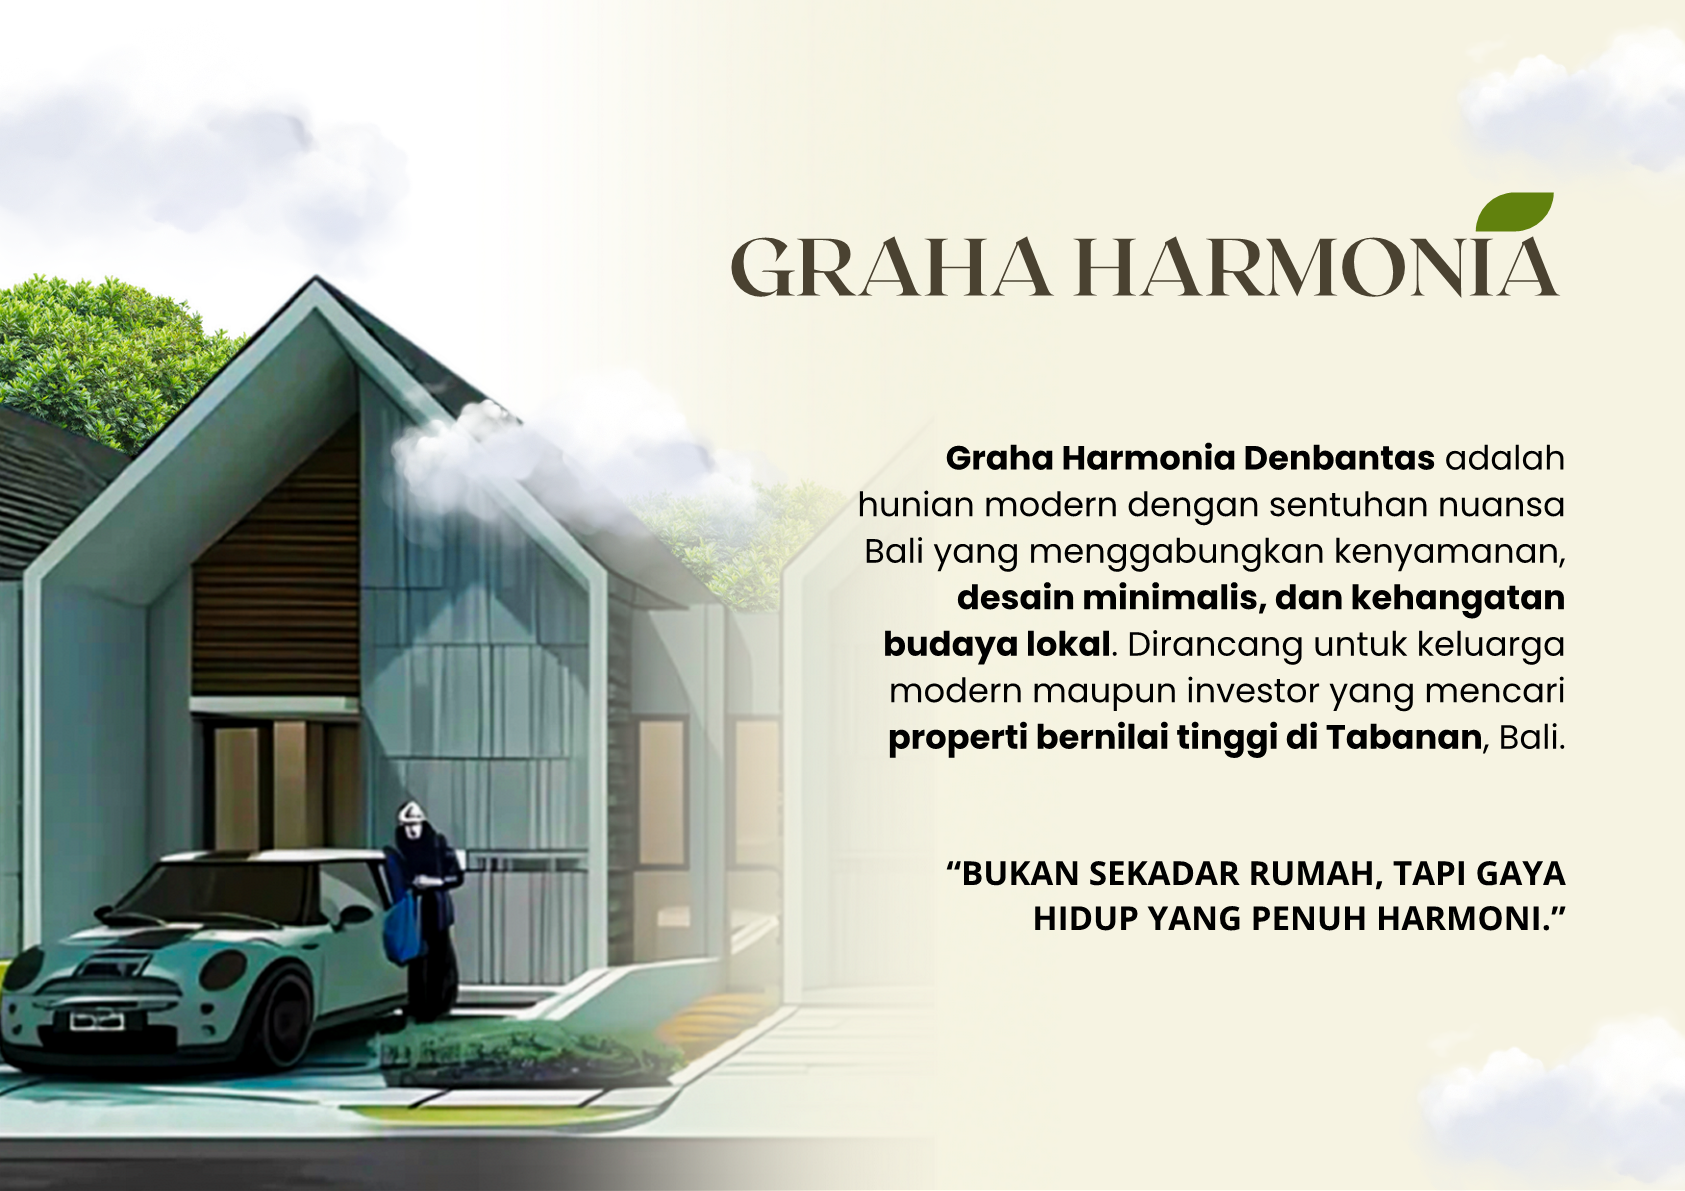 GRAHA HARMONIA
Graha Harmonia Denbantas adalah
hunian modern dengan sentuhan nuansa
Bali yang menggabungkan kenyamanan,
desain minimalis, dan kehangatan
budaya lokal. Dirancang untuk keluarga
modern maupun investor yang mencari
properti bernilai tinggi di Tabanan, Bali.
“BUKAN SEKADAR RUMAH, TAPI GAYA
HIDUP YANG PENUH HARMONI.”